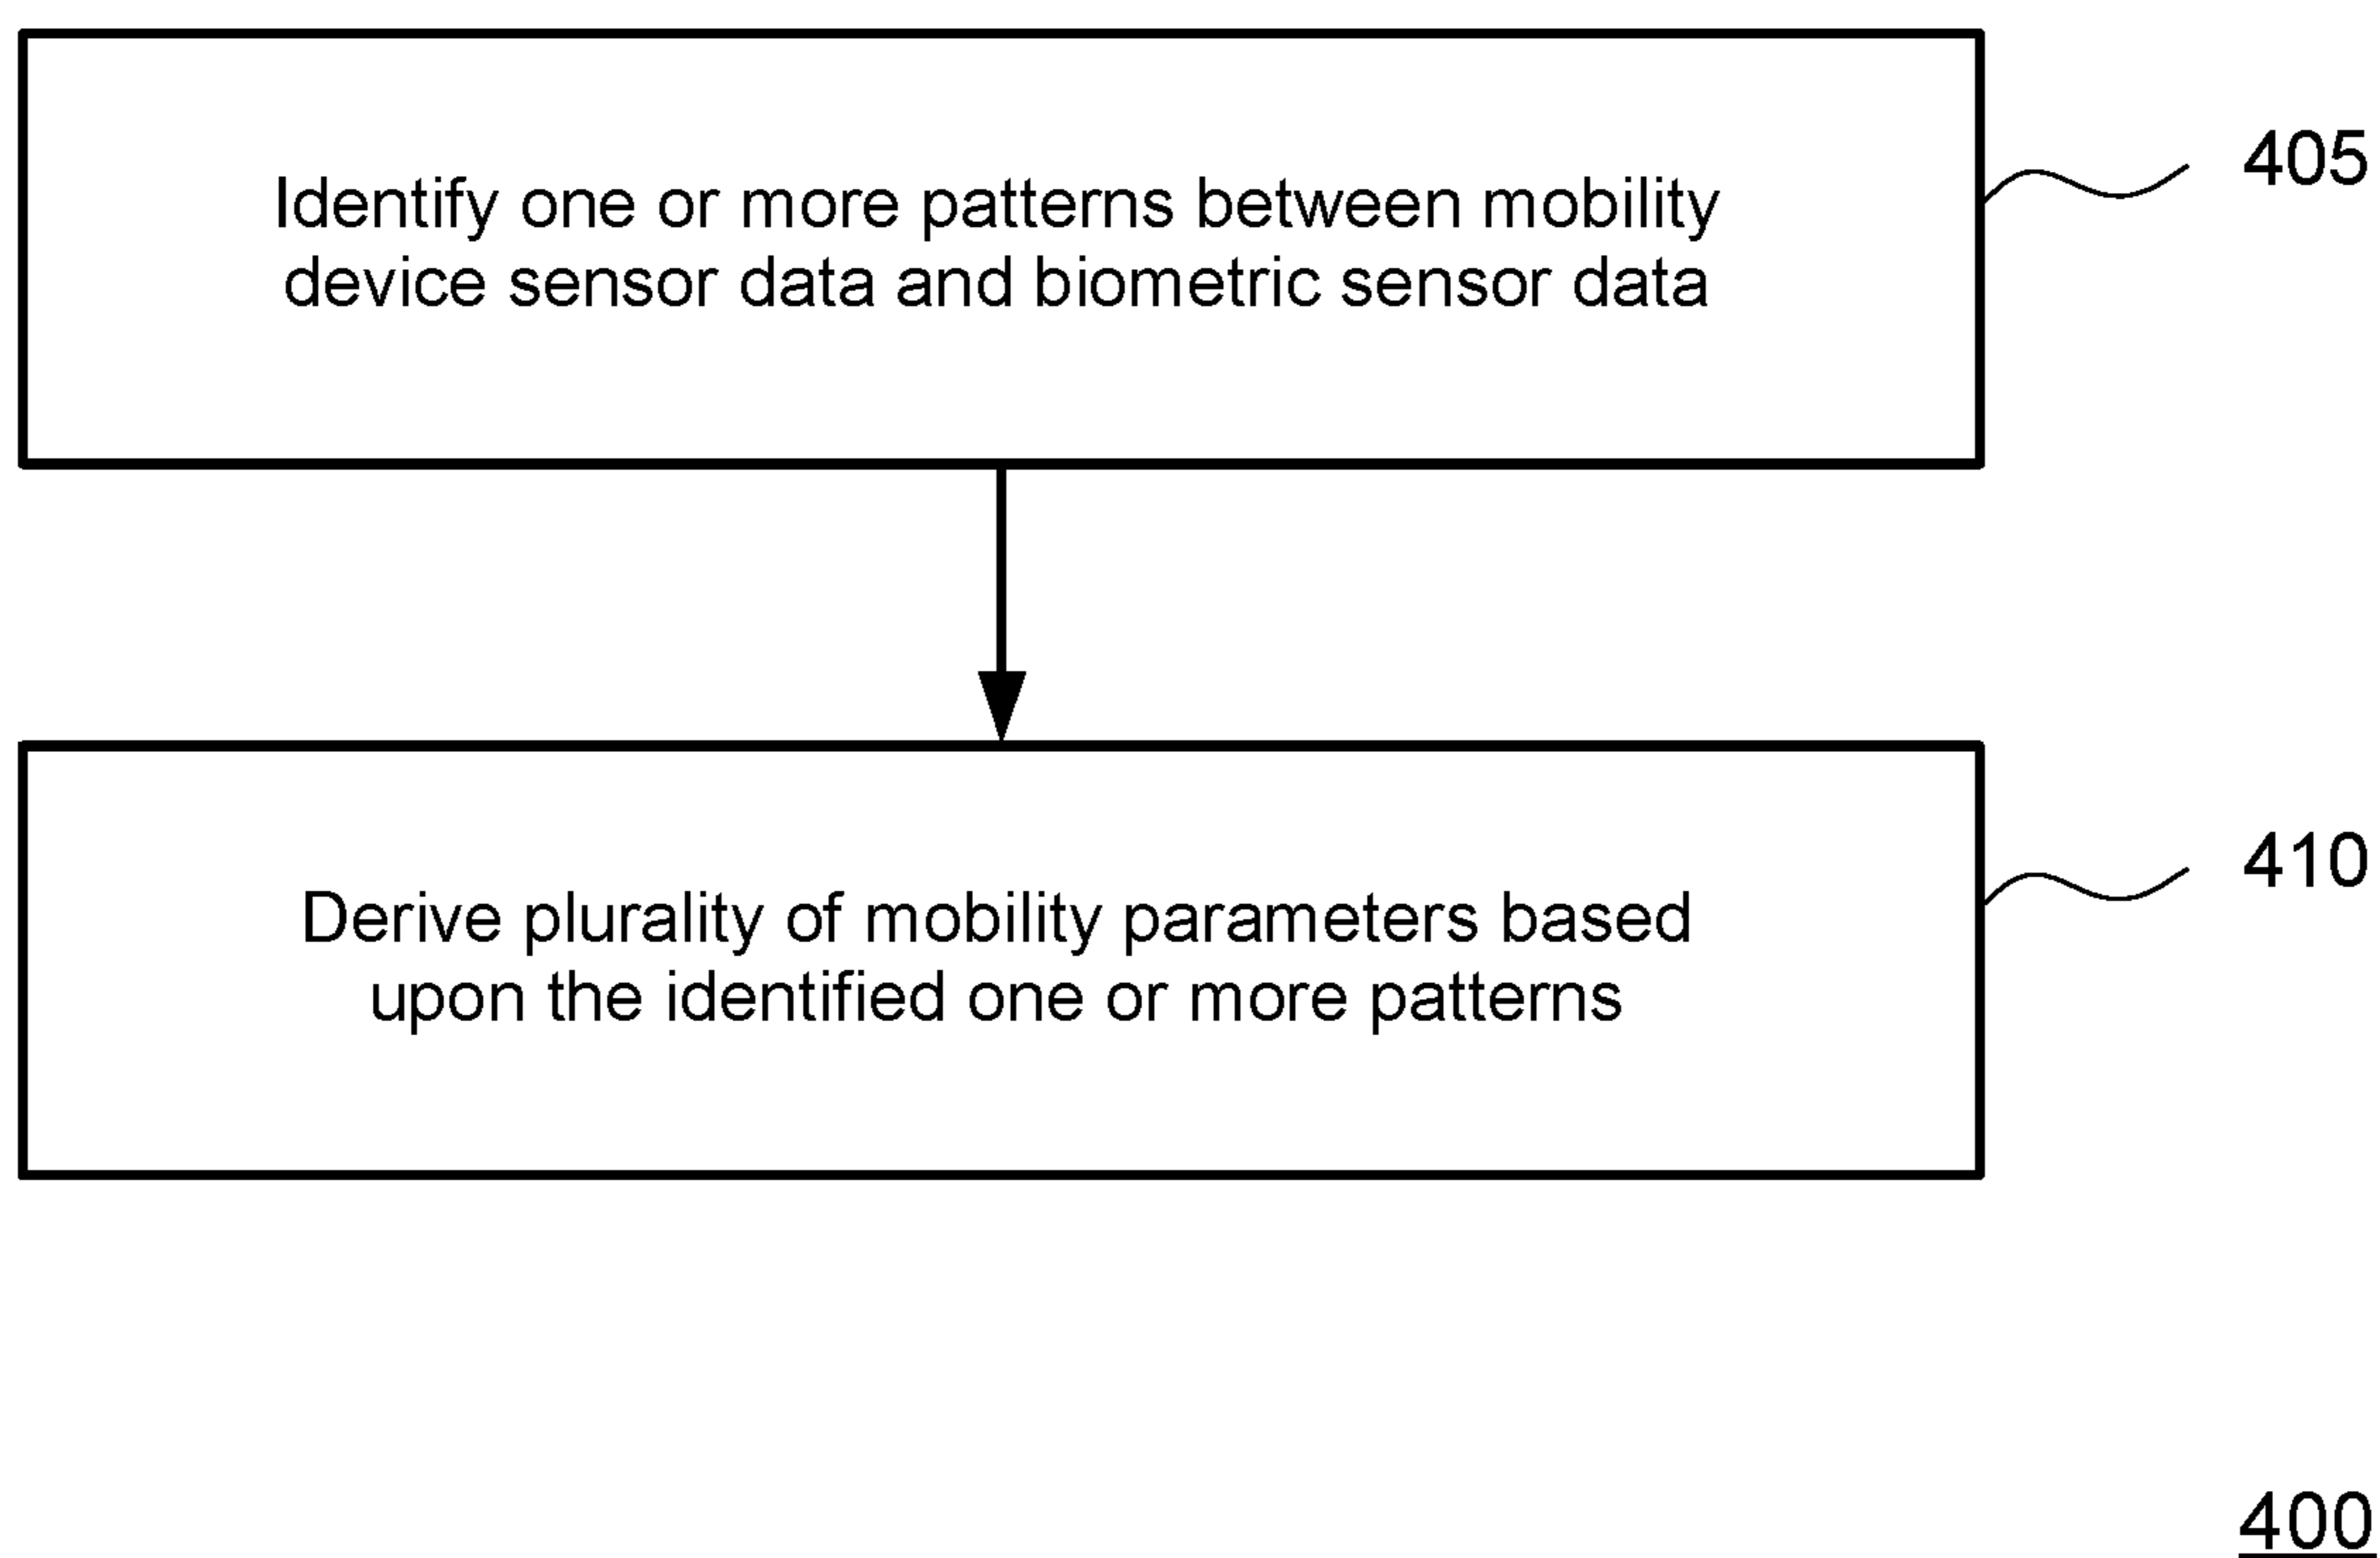 Identify one or more patterns between mobility
device sensor data and biometric sensor data
405
Derive plurality of mobility parameters based
upon the identified one or more patterns
410
400